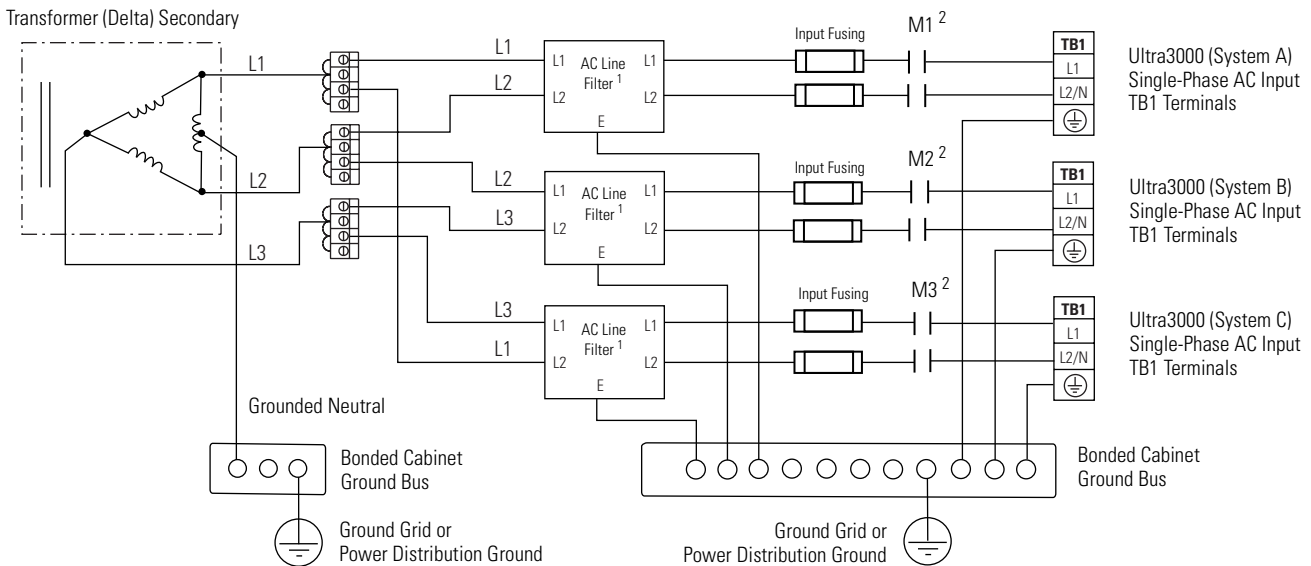 Transformer (Delta) Secondary
L1
L2
L3
L1
L2
L2
L3
L3
L1
L1
L2
AC Line
Filter 1
L1
L2
E
L1
L2
AC Line
Filter 1
L1
L2
E
L1
L2
AC Line
Filter 1
L1
L2
E
Input Fusing
M1 2
Input Fusing
M2 2
Input Fusing
M3 2
TB1
L1
L2/N
Ultra3000 (System A)
Single-Phase AC Input
TB1 Terminals
TB1
L1
L2/N
Ultra3000 (System B)
Single-Phase AC Input
TB1 Terminals
TB1
L1
L2/N
Ultra3000 (System C)
Single-Phase AC Input
TB1 Terminals
Grounded Neutral
Bonded Cabinet
Ground Bus
Ground Grid or
Power Distribution Ground
Bonded Cabinet
Ground Bus
Ground Grid or
Power Distribution Ground